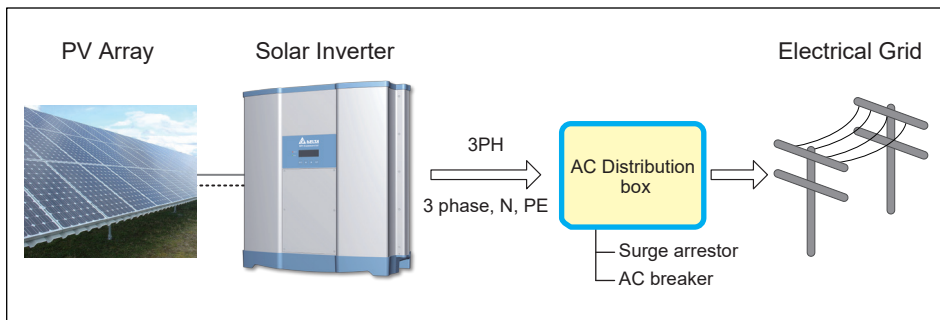 PV Array
Solar Inverter
Electrical Grid
3PH
3 phase, N, PE
AC Distribution
box
Surge arrestor
AC breaker